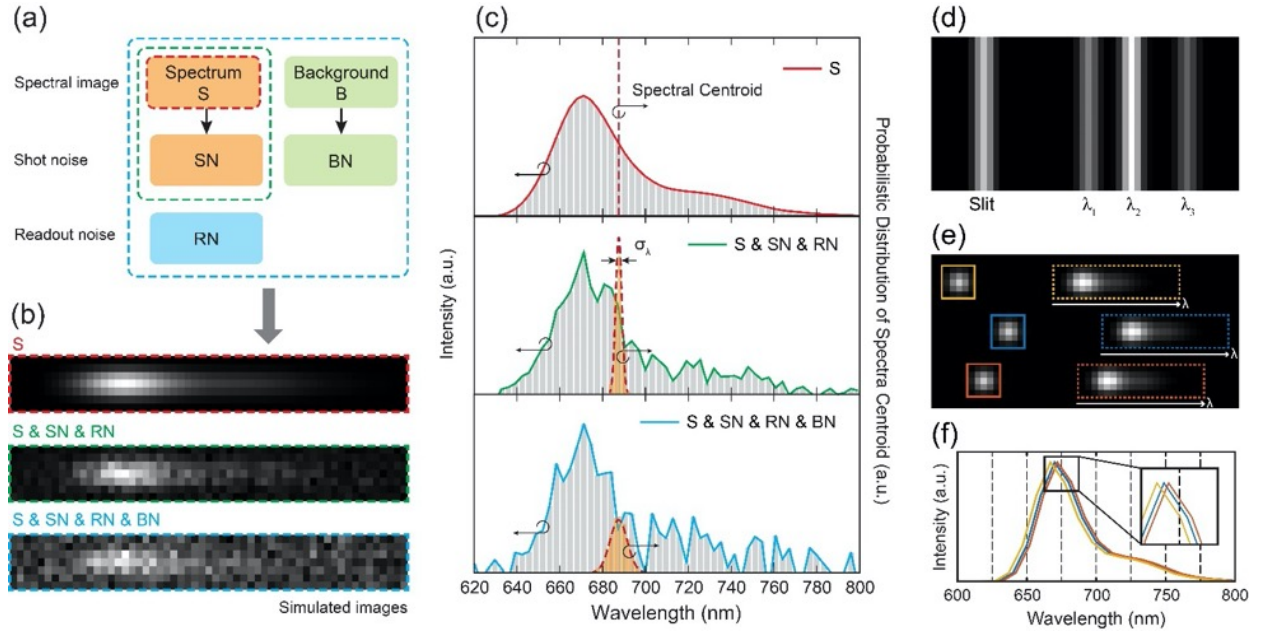 (a)
Spectral image
Spectrum
S
Background
B
Shot noise
SN
BN
Readout noise
RN
(b)
S
S & SN & RN
S & SN & RN & BN
Simulated images
(c)
S
Spectral Centroid
S & SN & RN
σλ
S & SN & RN & BN
Intensity (a.u.)
Probabilistic Distribution of Spectra Centroid (a.u.)
620 640 660 680 700 720 740 760 780 800
Wavelength (nm)
(d)
Slit λ1 λ2 λ3
(e)
λ
λ
λ
(f)
Intensity (a.u.)
600 650 700 750 800
Wavelength (nm)